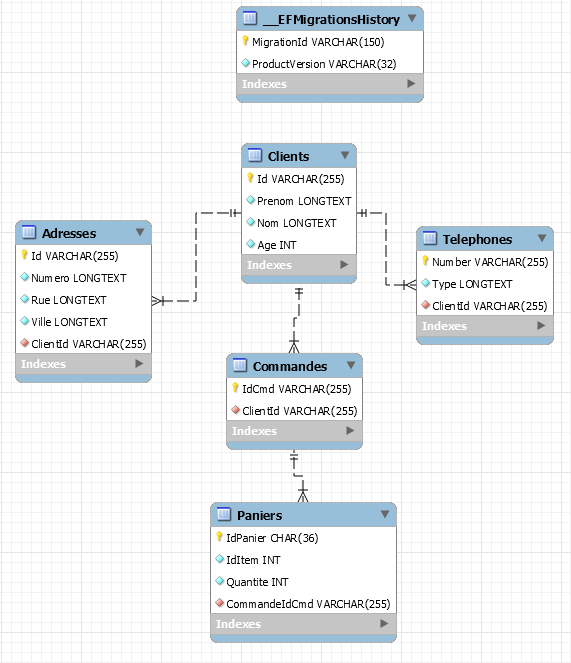 __EFMigrationsHistory
MigrationId VARCHAR(150)
ProductVersion VARCHAR(32)
Indexes
Clients
Id VARCHAR(255)
Prenom LONGTEXT
Nom LONGTEXT
Age INT
Indexes
Adresses
Id VARCHAR(255)
Numero LONGTEXT
Rue LONGTEXT
Ville LONGTEXT
ClientId VARCHAR(255)
Indexes
Telephones
Number VARCHAR(255)
Type LONGTEXT
ClientId VARCHAR(255)
Indexes
Commandes
IdCmd VARCHAR(255)
ClientId VARCHAR(255)
Indexes
Paniers
IdPanier CHAR(36)
IdItem INT
Quantite INT
CommandeIdCmd VARCHAR(255)
Indexes